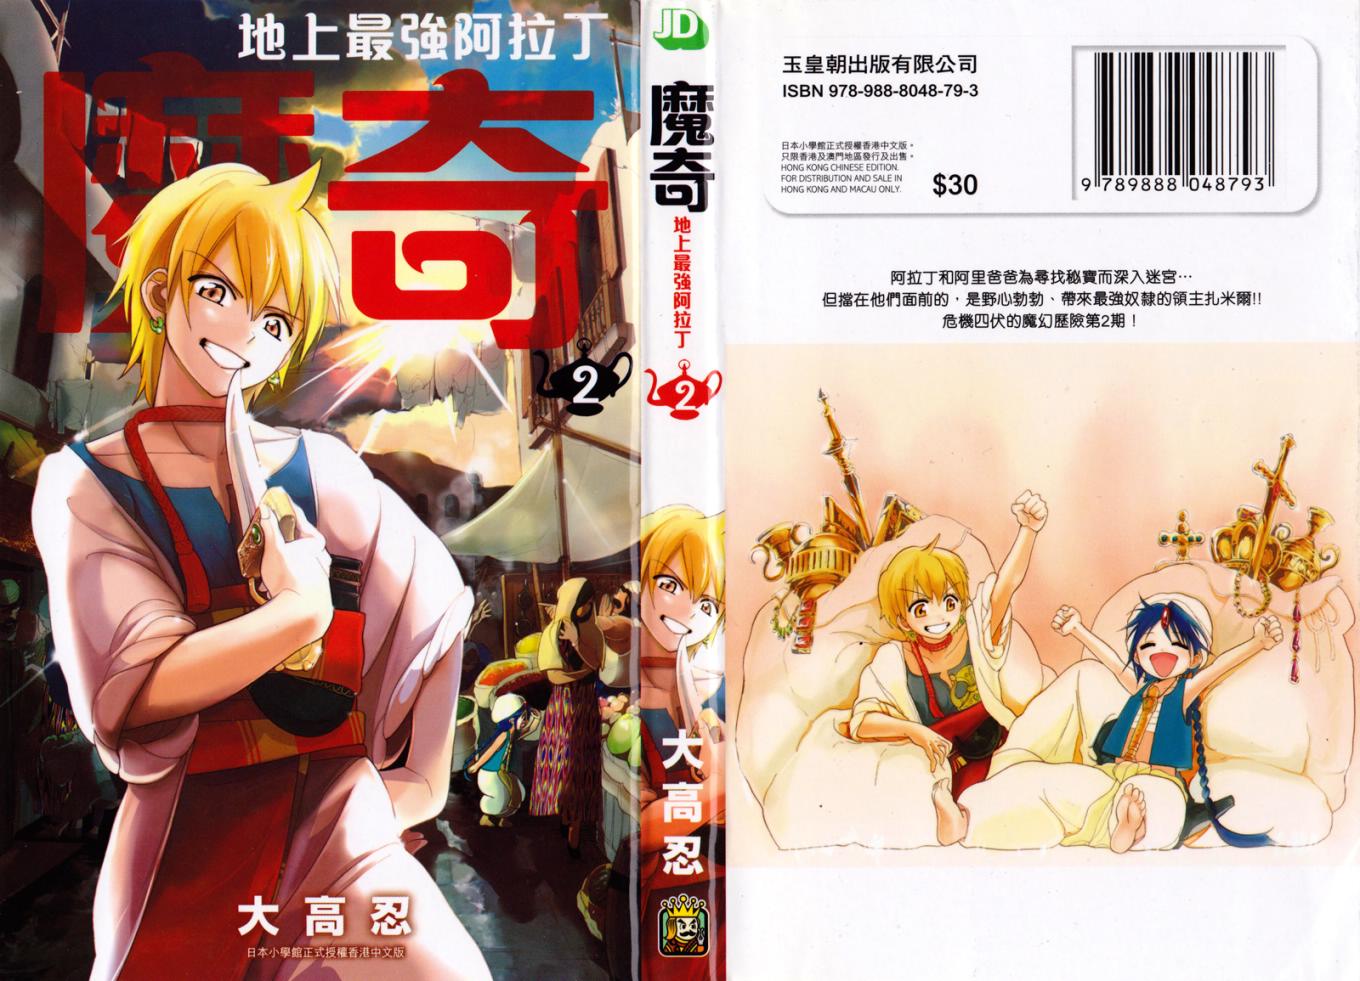 地上最強阿拉丁
魔奇
2
大高忍
日本小學館正式授權香港中文版
JD
魔奇
地上最強阿拉丁
2
大高忍
玉皇朝出版有限公司
ISBN 978-988-8048-79-3
日本小學館正式授權香港中文版。
只限香港及澳門地區發行及出售。
HONG KONG CHINESE EDITION.
FOR DISTRIBUTION AND SALE IN
HONG KONG AND MACAU ONLY.
$30
9 789888 048793
阿拉丁和阿里爸爸為尋找秘寶而深入迷宮…
但擋在他們面前的，是野心勃勃、帶來最強奴隸的領主扎米爾!!
危機四伏的魔幻歷險第2期！